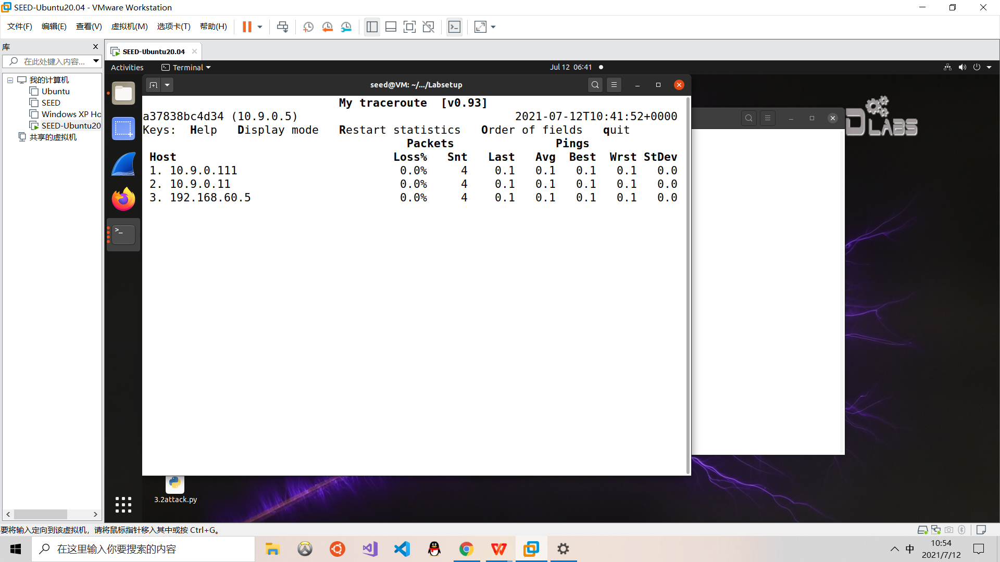 SEED-Ubuntu20.04 - VMware Workstation
文件(F) 编辑(E) 查看(V) 虚拟机(M) 选项卡(T) 帮助(H)
库
在此处键入内容...
我的计算机
Ubuntu
SEED
Windows XP Ho
SEED-Ubuntu20
共享的虚拟机
SEED-Ubuntu20.04
Activities Terminal Jul 12 06:41
seed@VM: ~/.../Labsetup
My traceroute [v0.93]
a37838bc4d34 (10.9.0.5) 2021-07-12T10:41:52+0000
Keys: Help Display mode Restart statistics Order of fields quit
Packets Pings
Host Loss% Snt Last Avg Best Wrst StDev
1. 10.9.0.111 0.0% 4 0.1 0.1 0.1 0.1 0.0
2. 10.9.0.11 0.0% 4 0.1 0.1 0.1 0.1 0.0
3. 192.168.60.5 0.0% 4 0.1 0.1 0.1 0.1 0.0
D LABS
3.2attack.py
要将输入定向到该虚拟机，请将鼠标指针移入其中或按 Ctrl+G。
在这里输入你要搜索的内容
中
10:54
2021/7/12